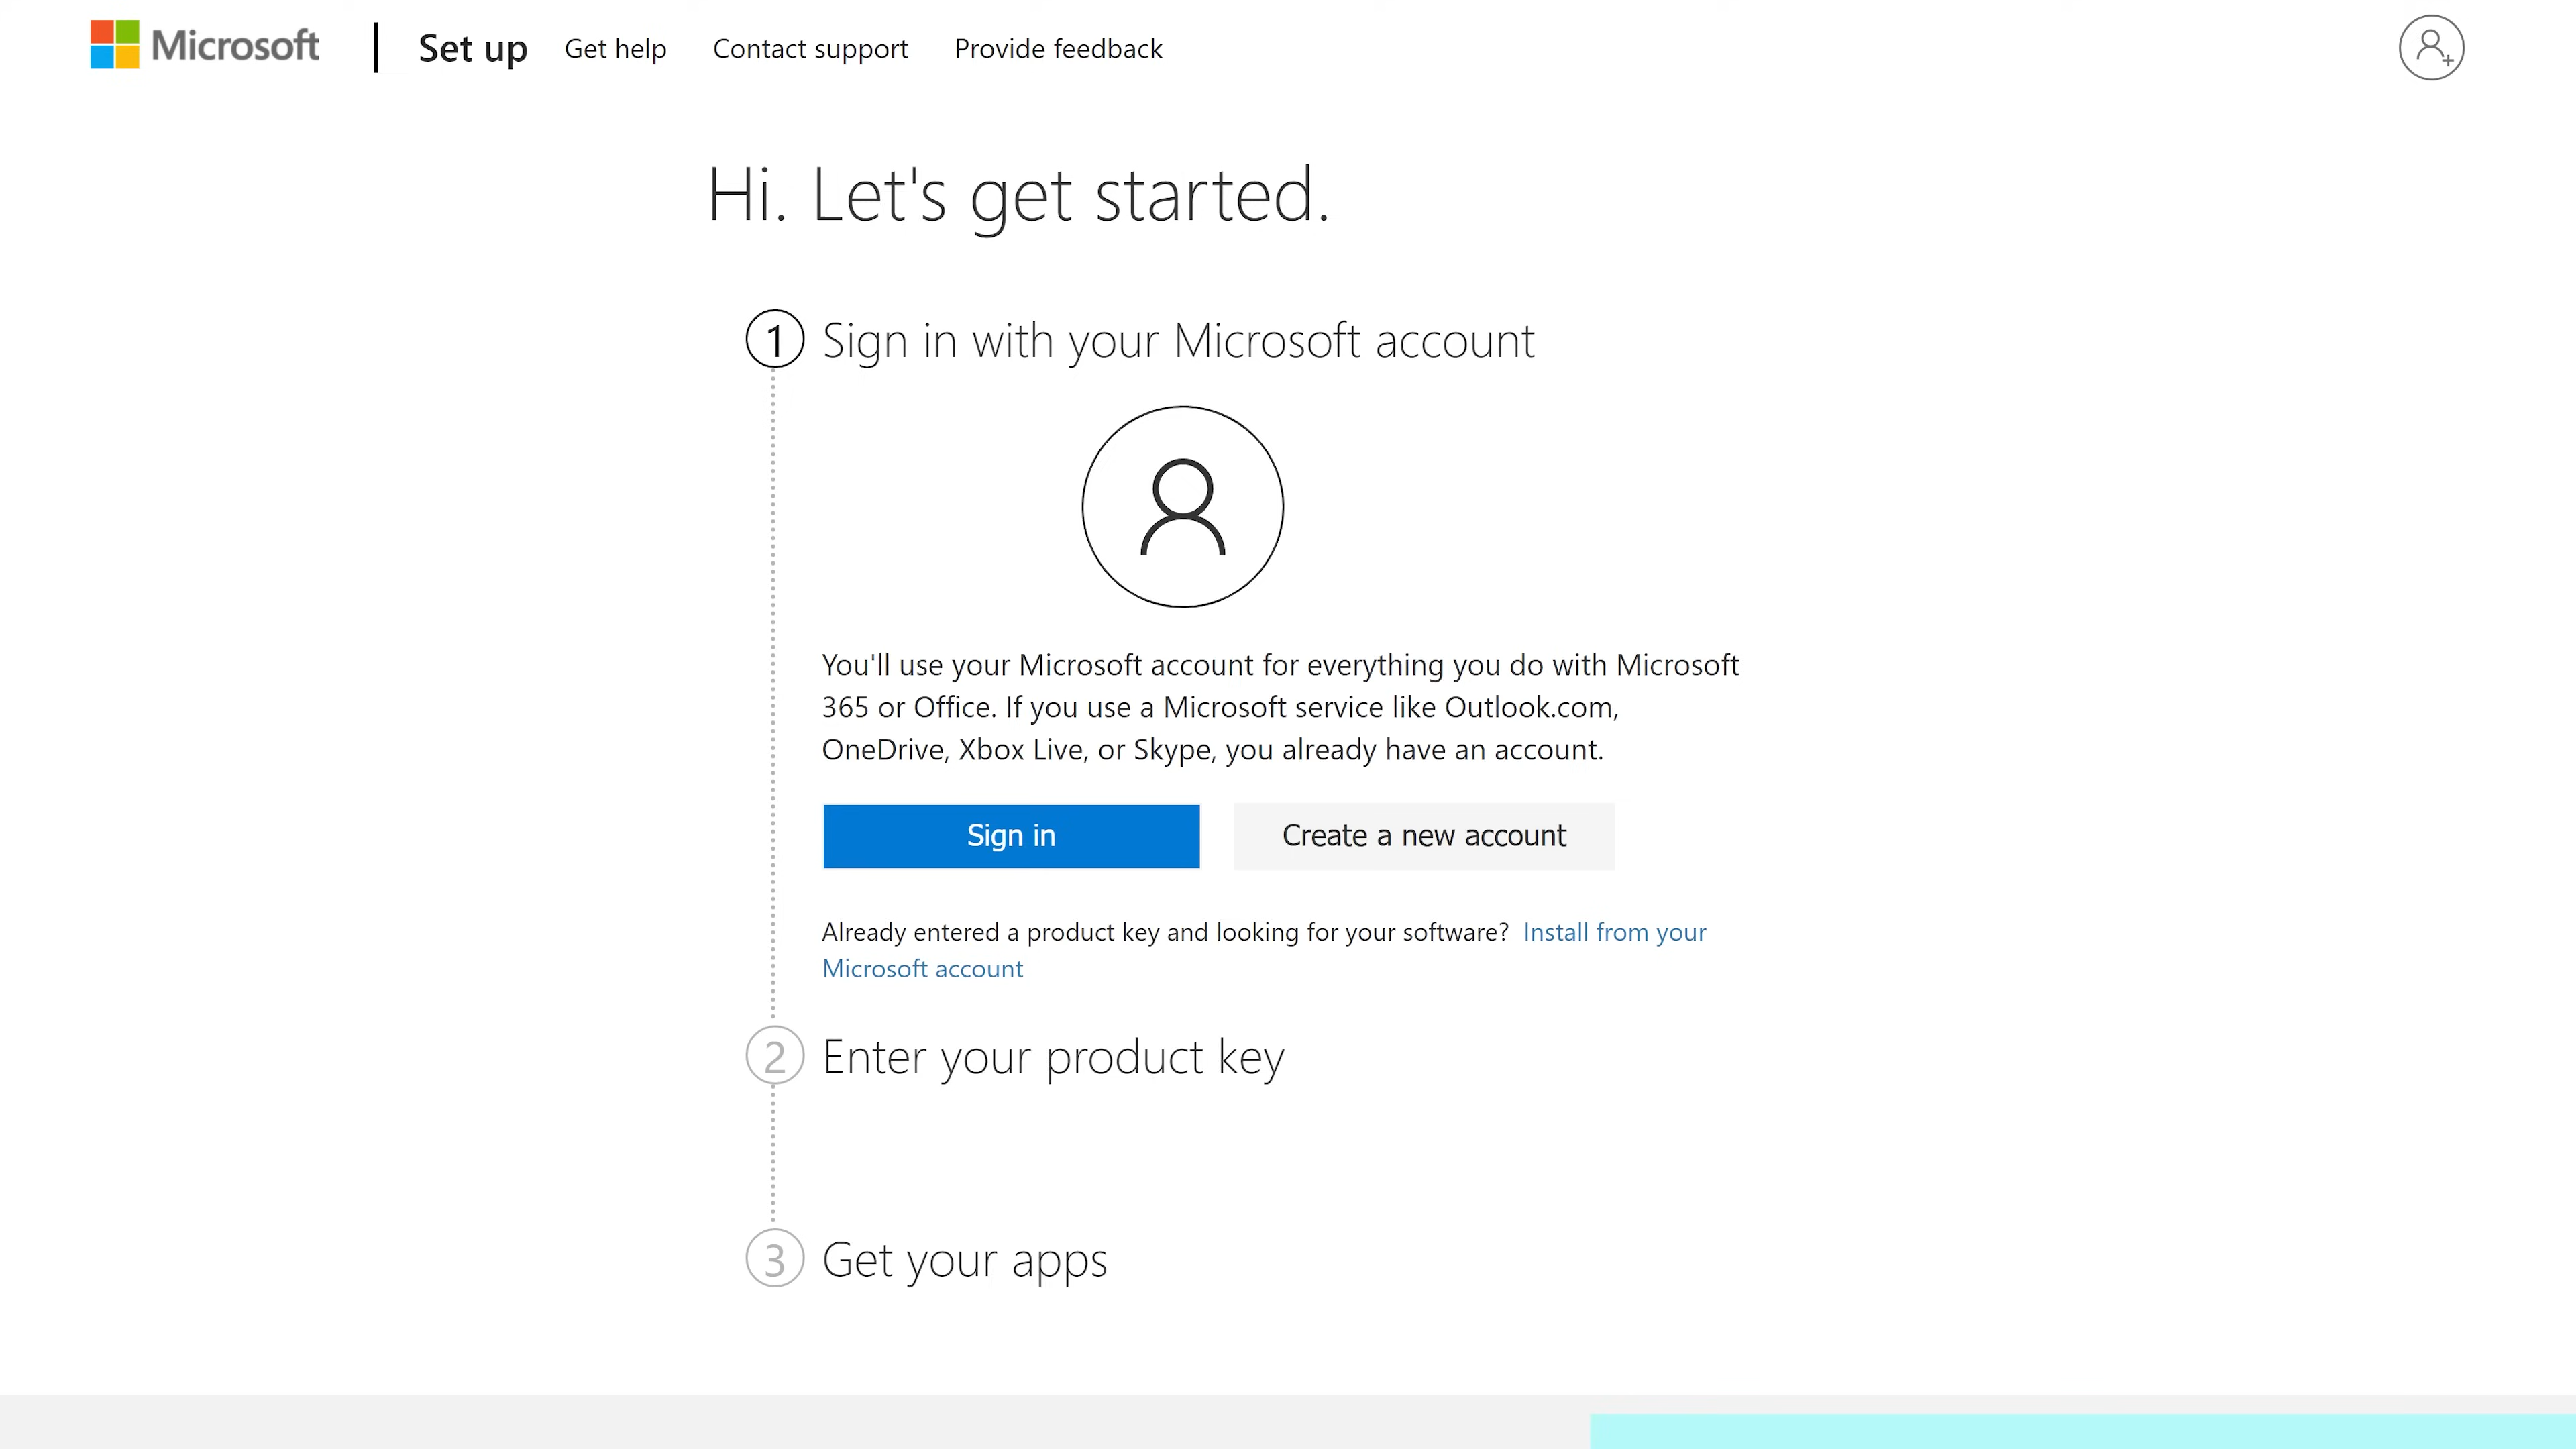 Microsoft | Set up Get help Contact support Provide feedback
Hi. Let's get started.
1 Sign in with your Microsoft account
You'll use your Microsoft account for everything you do with Microsoft
365 or Office. If you use a Microsoft service like Outlook.com,
OneDrive, Xbox Live, or Skype, you already have an account.
Sign in Create a new account
Already entered a product key and looking for your software? Install from your
Microsoft account
2 Enter your product key
3 Get your apps